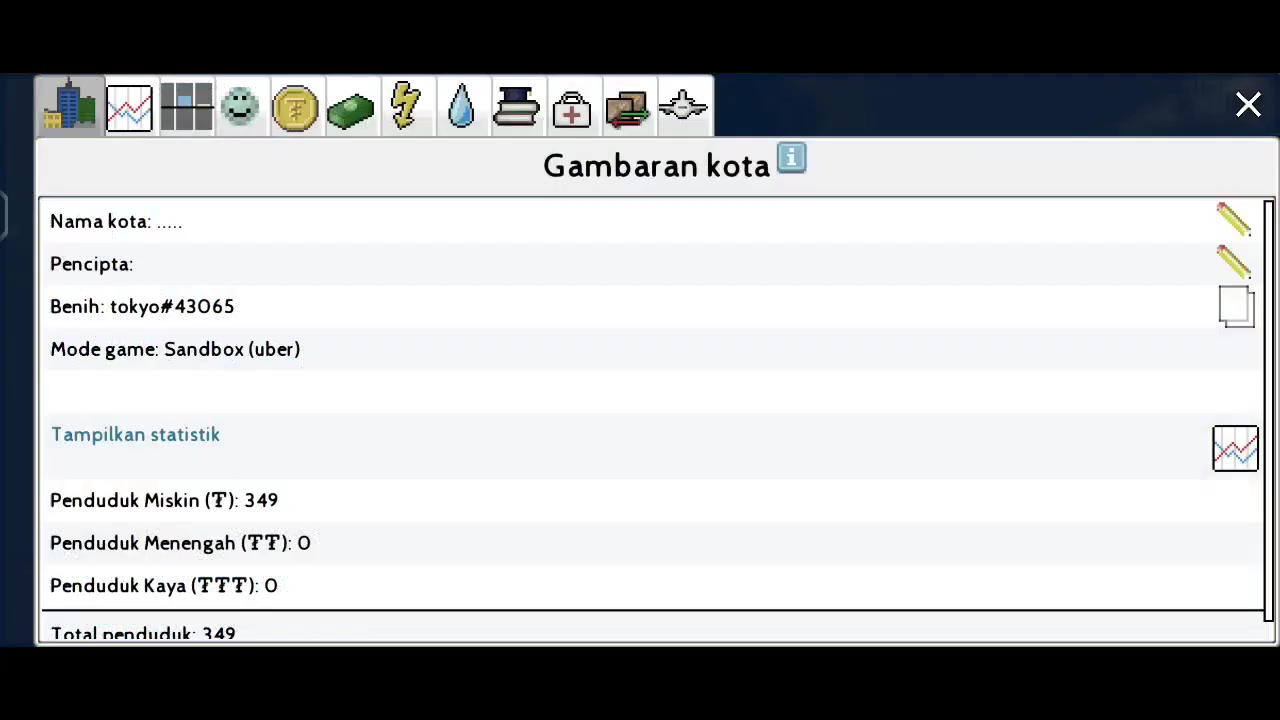 Gambaran kota
Nama kota: .....
Pencipta:
Benih: tokyo#43065
Mode game: Sandbox (uber)
Tampilkan statistik
Penduduk Miskin (Ŧ): 349
Penduduk Menengah (ŦŦ): 0
Penduduk Kaya (ŦŦŦ): 0
Total penduduk: 349